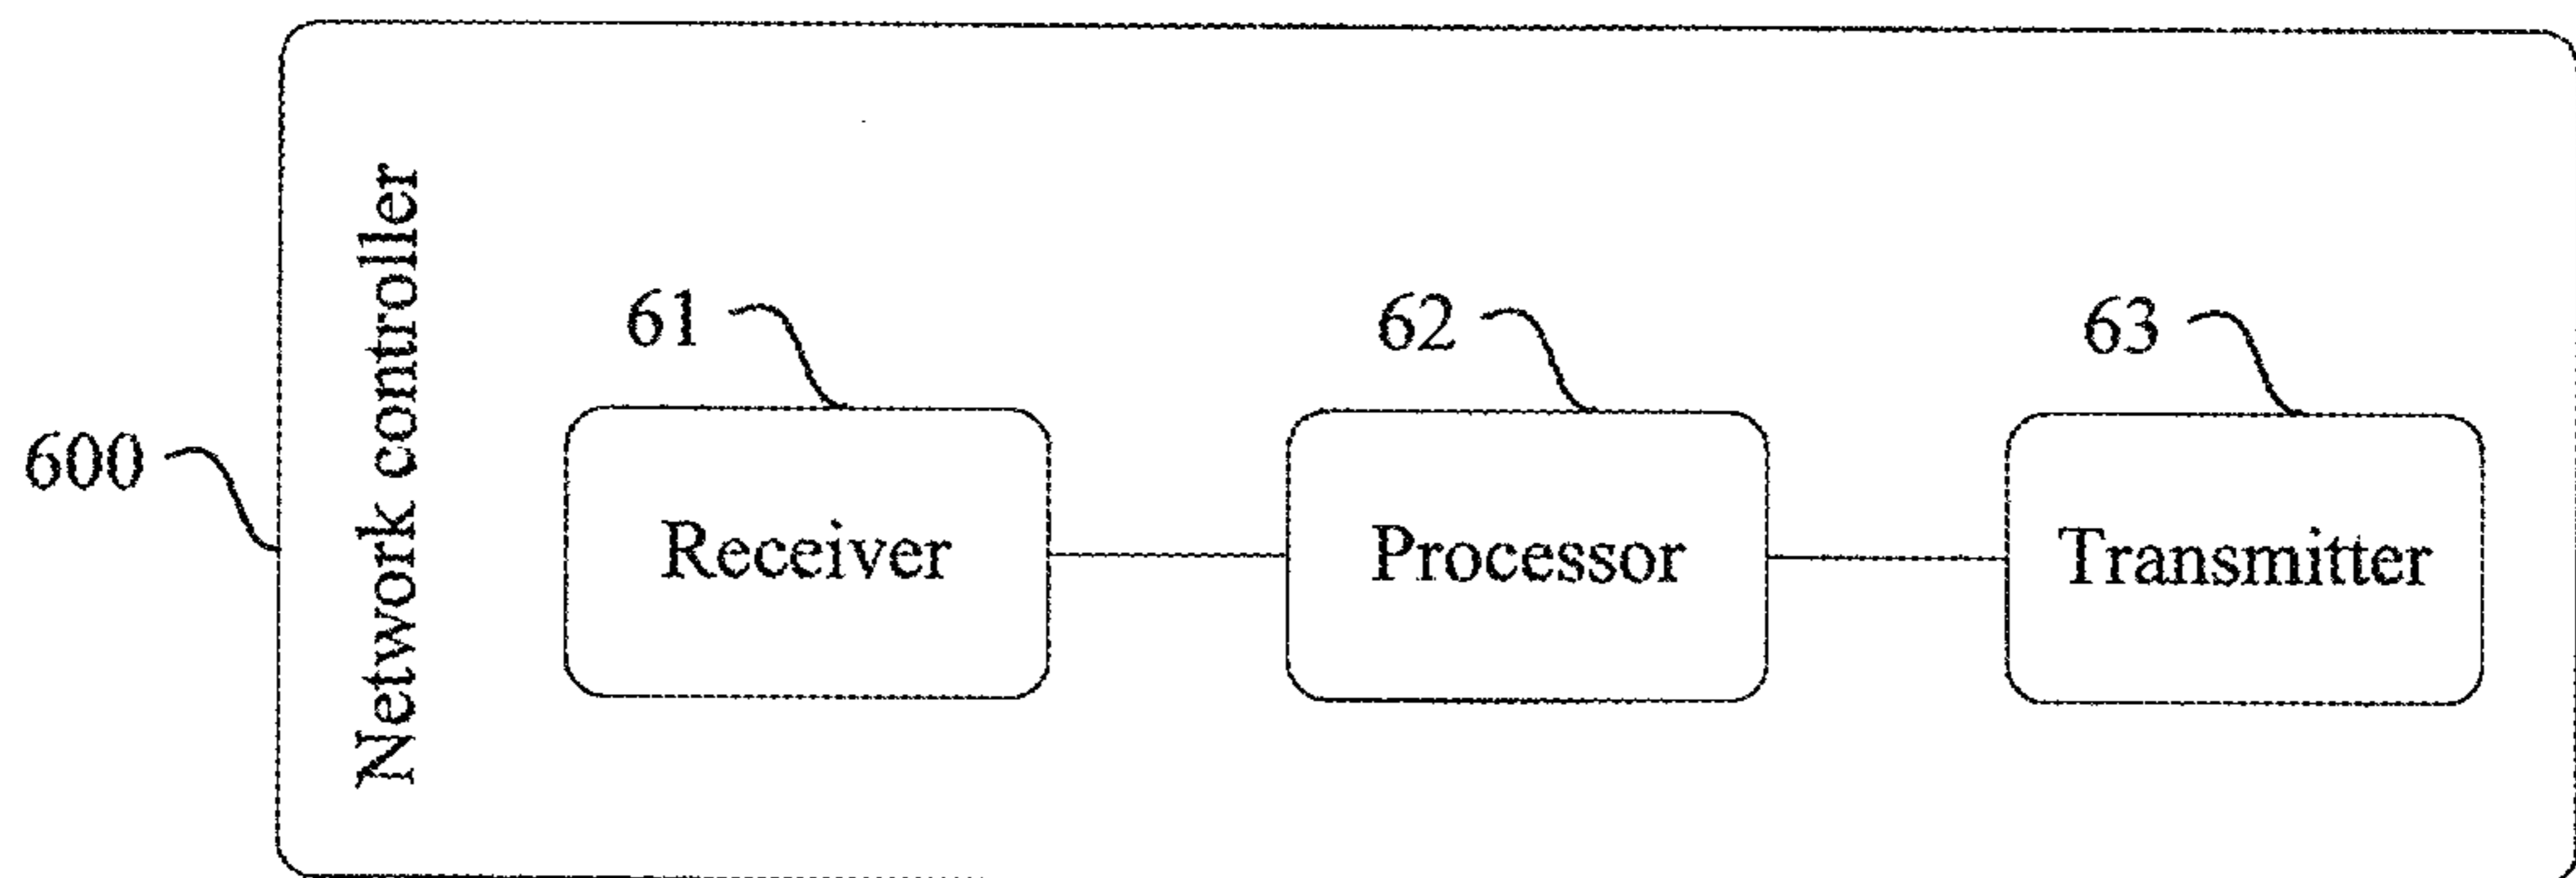 600
Network controller
61
62
63
Receiver
Processor
Transmitter